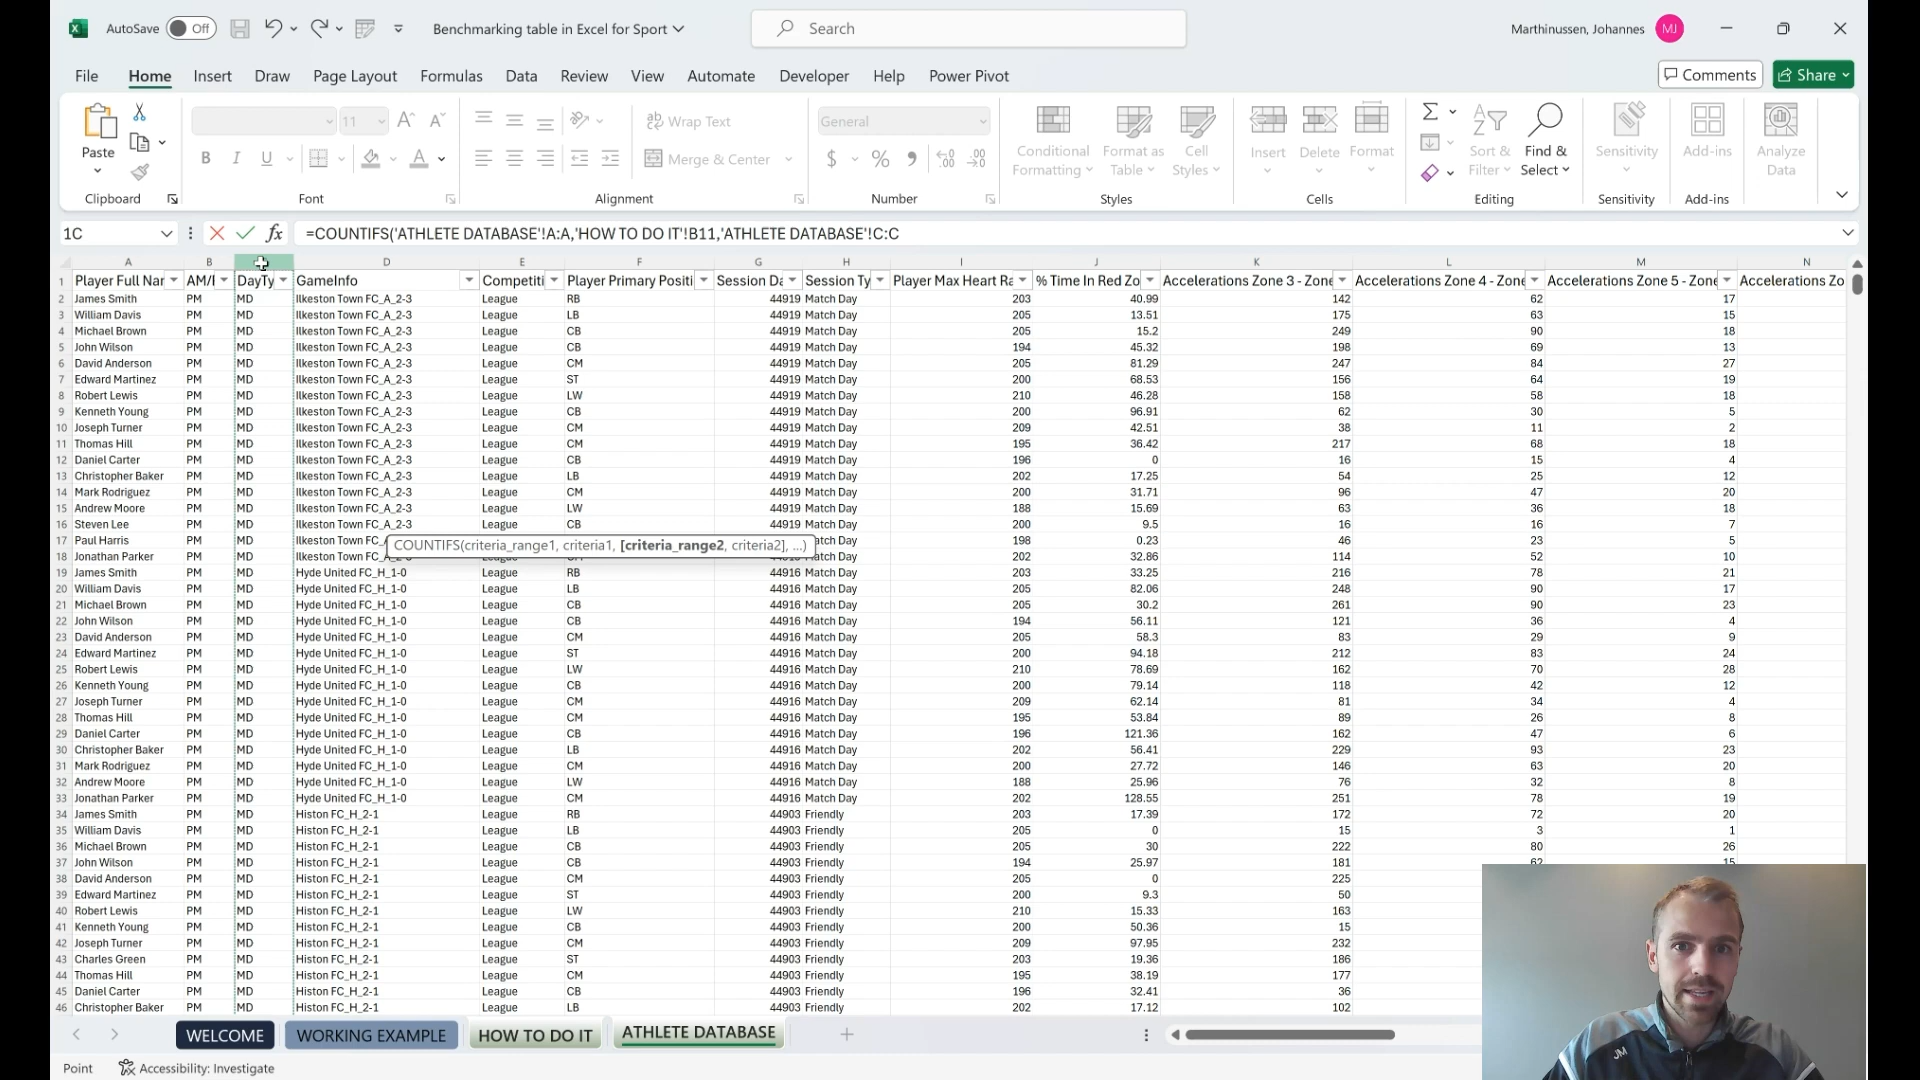 AutoSave Off Benchmarking table in Excel for Sport Search Marthinussen, Johannes MJ
File Home Insert Draw Page Layout Formulas Data Review View Automate Developer Help Power Pivot Comments Share
11 Wrap Text General
Paste B I U A Merge & Center $ % Conditional Formatting Format as Table Cell Styles Insert Delete Format Sort & Filter Find & Select Sensitivity Add-ins Analyze Data
Clipboard Font Alignment Number Styles Cells Editing Sensitivity Add-ins
1C fx =COUNTIFS('ATHLETE DATABASE'!A:A,'HOW TO DO IT'!B11,'ATHLETE DATABASE'!C:C
A B D E F G H I J K L M N
1 Player Full Nar AM/I DayTy GameInfo Competiti Player Primary Positi Session Da Session Ty Player Max Heart Ra % Time In Red Zo Accelerations Zone 3 - Zone Accelerations Zone 4 - Zone Accelerations Zone 5 - Zone Accelerations Zo
2 James Smith PM MD Ilkeston Town FC_A_2-3 League RB 44919 Match Day 203 40.99 142 62 17
3 William Davis PM MD Ilkeston Town FC_A_2-3 League LB 44919 Match Day 205 13.51 175 63 15
4 Michael Brown PM MD Ilkeston Town FC_A_2-3 League CB 44919 Match Day 205 15.2 249 90 18
5 John Wilson PM MD Ilkeston Town FC_A_2-3 League CB 44919 Match Day 194 45.32 198 69 13
6 David Anderson PM MD Ilkeston Town FC_A_2-3 League CM 44919 Match Day 205 81.29 247 84 27
7 Edward Martinez PM MD Ilkeston Town FC_A_2-3 League ST 44919 Match Day 200 68.53 156 64 19
8 Robert Lewis PM MD Ilkeston Town FC_A_2-3 League LW 44919 Match Day 210 46.28 158 58 18
9 Kenneth Young PM MD Ilkeston Town FC_A_2-3 League CB 44919 Match Day 200 96.91 62 30 5
10 Joseph Turner PM MD Ilkeston Town FC_A_2-3 League CM 44919 Match Day 209 42.51 38 11 2
11 Thomas Hill PM MD Ilkeston Town FC_A_2-3 League CM 44919 Match Day 195 36.42 217 68 18
12 Daniel Carter PM MD Ilkeston Town FC_A_2-3 League CB 44919 Match Day 196 0 16 15 4
13 Christopher Baker PM MD Ilkeston Town FC_A_2-3 League LB 44919 Match Day 202 17.25 54 25 12
14 Mark Rodriguez PM MD Ilkeston Town FC_A_2-3 League CM 44919 Match Day 200 31.71 96 47 20
15 Andrew Moore PM MD Ilkeston Town FC_A_2-3 League LW 44919 Match Day 188 15.69 63 36 18
16 Steven Lee PM MD Ilkeston Town FC_A_2-3 League CB 44919 Match Day 200 9.5 16 16 7
17 Paul Harris PM MD Ilkeston Town FC_ COUNTIFS(criteria_range1, criteria1, [criteria_range2, criteria2], ...) atch Day 198 0.23 46 23 5
18 Jonathan Parker PM MD Ilkeston Town FC_A_2-3 League CM 44919 Match Day 202 32.86 114 52 10
19 James Smith PM MD Hyde United FC_H_1-0 League RB 44916 Match Day 203 33.25 216 78 21
20 William Davis PM MD Hyde United FC_H_1-0 League LB 44916 Match Day 205 82.06 248 90 17
21 Michael Brown PM MD Hyde United FC_H_1-0 League CB 44916 Match Day 205 30.2 261 90 23
22 John Wilson PM MD Hyde United FC_H_1-0 League CB 44916 Match Day 194 56.11 121 36 4
23 David Anderson PM MD Hyde United FC_H_1-0 League CM 44916 Match Day 205 58.3 83 29 9
24 Edward Martinez PM MD Hyde United FC_H_1-0 League ST 44916 Match Day 200 94.18 212 83 24
25 Robert Lewis PM MD Hyde United FC_H_1-0 League LW 44916 Match Day 210 78.69 162 70 28
26 Kenneth Young PM MD Hyde United FC_H_1-0 League CB 44916 Match Day 200 79.14 118 42 12
27 Joseph Turner PM MD Hyde United FC_H_1-0 League CM 44916 Match Day 209 62.14 81 34 4
28 Thomas Hill PM MD Hyde United FC_H_1-0 League CM 44916 Match Day 195 53.84 89 26 8
29 Daniel Carter PM MD Hyde United FC_H_1-0 League CB 44916 Match Day 196 121.36 162 47 6
30 Christopher Baker PM MD Hyde United FC_H_1-0 League LB 44916 Match Day 202 56.41 229 93 23
31 Mark Rodriguez PM MD Hyde United FC_H_1-0 League CM 44916 Match Day 200 27.72 146 63 20
32 Andrew Moore PM MD Hyde United FC_H_1-0 League LW 44916 Match Day 188 25.96 76 32 8
33 Jonathan Parker PM MD Hyde United FC_H_1-0 League CM 44916 Match Day 202 128.55 251 78 19
34 James Smith PM MD Histon FC_H_2-1 League RB 44903 Friendly 203 17.39 172 72 20
35 William Davis PM MD Histon FC_H_2-1 League LB 44903 Friendly 205 0 15 3 1
36 Michael Brown PM MD Histon FC_H_2-1 League CB 44903 Friendly 205 30 222 80 26
37 John Wilson PM MD Histon FC_H_2-1 League CB 44903 Friendly 194 25.97 181 62 15
38 David Anderson PM MD Histon FC_H_2-1 League CM 44903 Friendly 205 0 225
39 Edward Martinez PM MD Histon FC_H_2-1 League ST 44903 Friendly 200 9.3 50
40 Robert Lewis PM MD Histon FC_H_2-1 League LW 44903 Friendly 210 15.33 163
41 Kenneth Young PM MD Histon FC_H_2-1 League CB 44903 Friendly 200 50.36 15
42 Joseph Turner PM MD Histon FC_H_2-1 League CM 44903 Friendly 209 97.95 232
43 Charles Green PM MD Histon FC_H_2-1 League ST 44903 Friendly 203 19.36 186
44 Thomas Hill PM MD Histon FC_H_2-1 League CM 44903 Friendly 195 38.19 177
45 Daniel Carter PM MD Histon FC_H_2-1 League CB 44903 Friendly 196 32.41 36
46 Christopher Baker PM MD Histon FC_H_2-1 League LB 44903 Friendly 202 17.12 102
WELCOME WORKING EXAMPLE HOW TO DO IT ATHLETE DATABASE
Point Accessibility: Investigate
JM